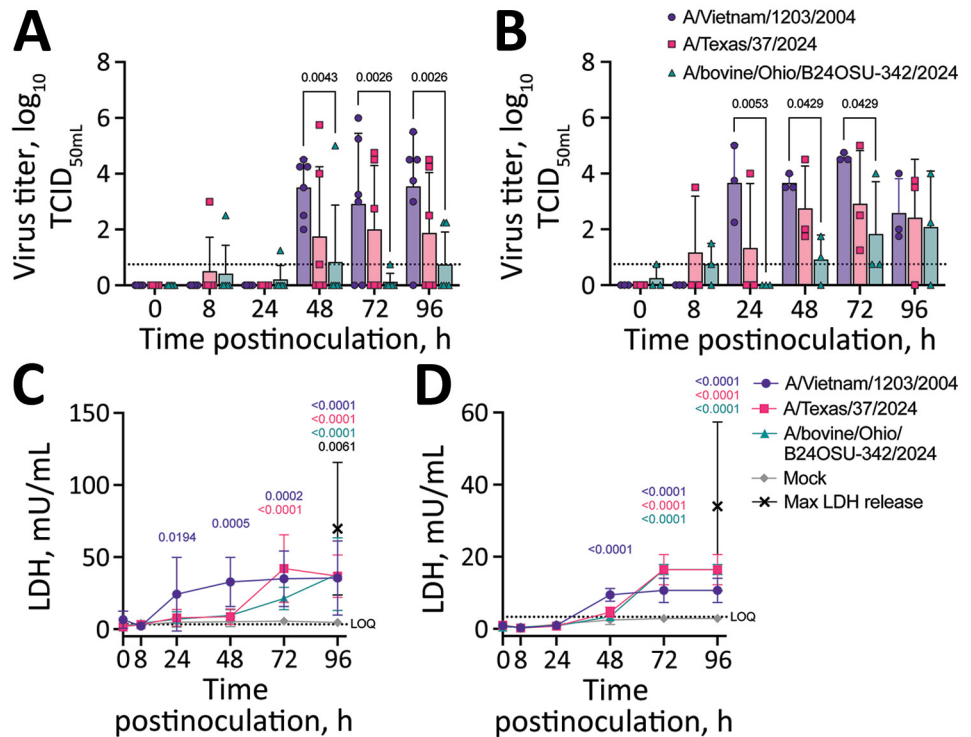 A
Virus titer, log10
TCID50mL
8
6
4
2
0
0.0043
0.0026
0.0026
0
8
24
48
72
96
Time postinoculation, h
B
A/Vietnam/1203/2004
A/Texas/37/2024
A/bovine/Ohio/B24OSU-342/2024
Virus titer, log10
TCID50mL
8
6
4
2
0
0.0053
0.0429
0.0429
0
8
24
48
72
96
Time postinoculation, h
C
LDH, mU/mL
150
100
50
0
0.0194
0.0005
0.0002
<0.0001
<0.0001
<0.0001
<0.0001
0.0061
LOQ
0
8
24
48
72
96
Time
postinoculation, h
D
LDH, mU/mL
60
40
20
0
<0.0001
<0.0001
<0.0001
<0.0001
<0.0001
<0.0001
<0.0001
LOQ
0
8
24
48
72
96
Time
postinoculation, h
A/Vietnam/1203/2004
A/Texas/37/2024
A/bovine/Ohio/
B24OSU-342/2024
Mock
Max LDH release